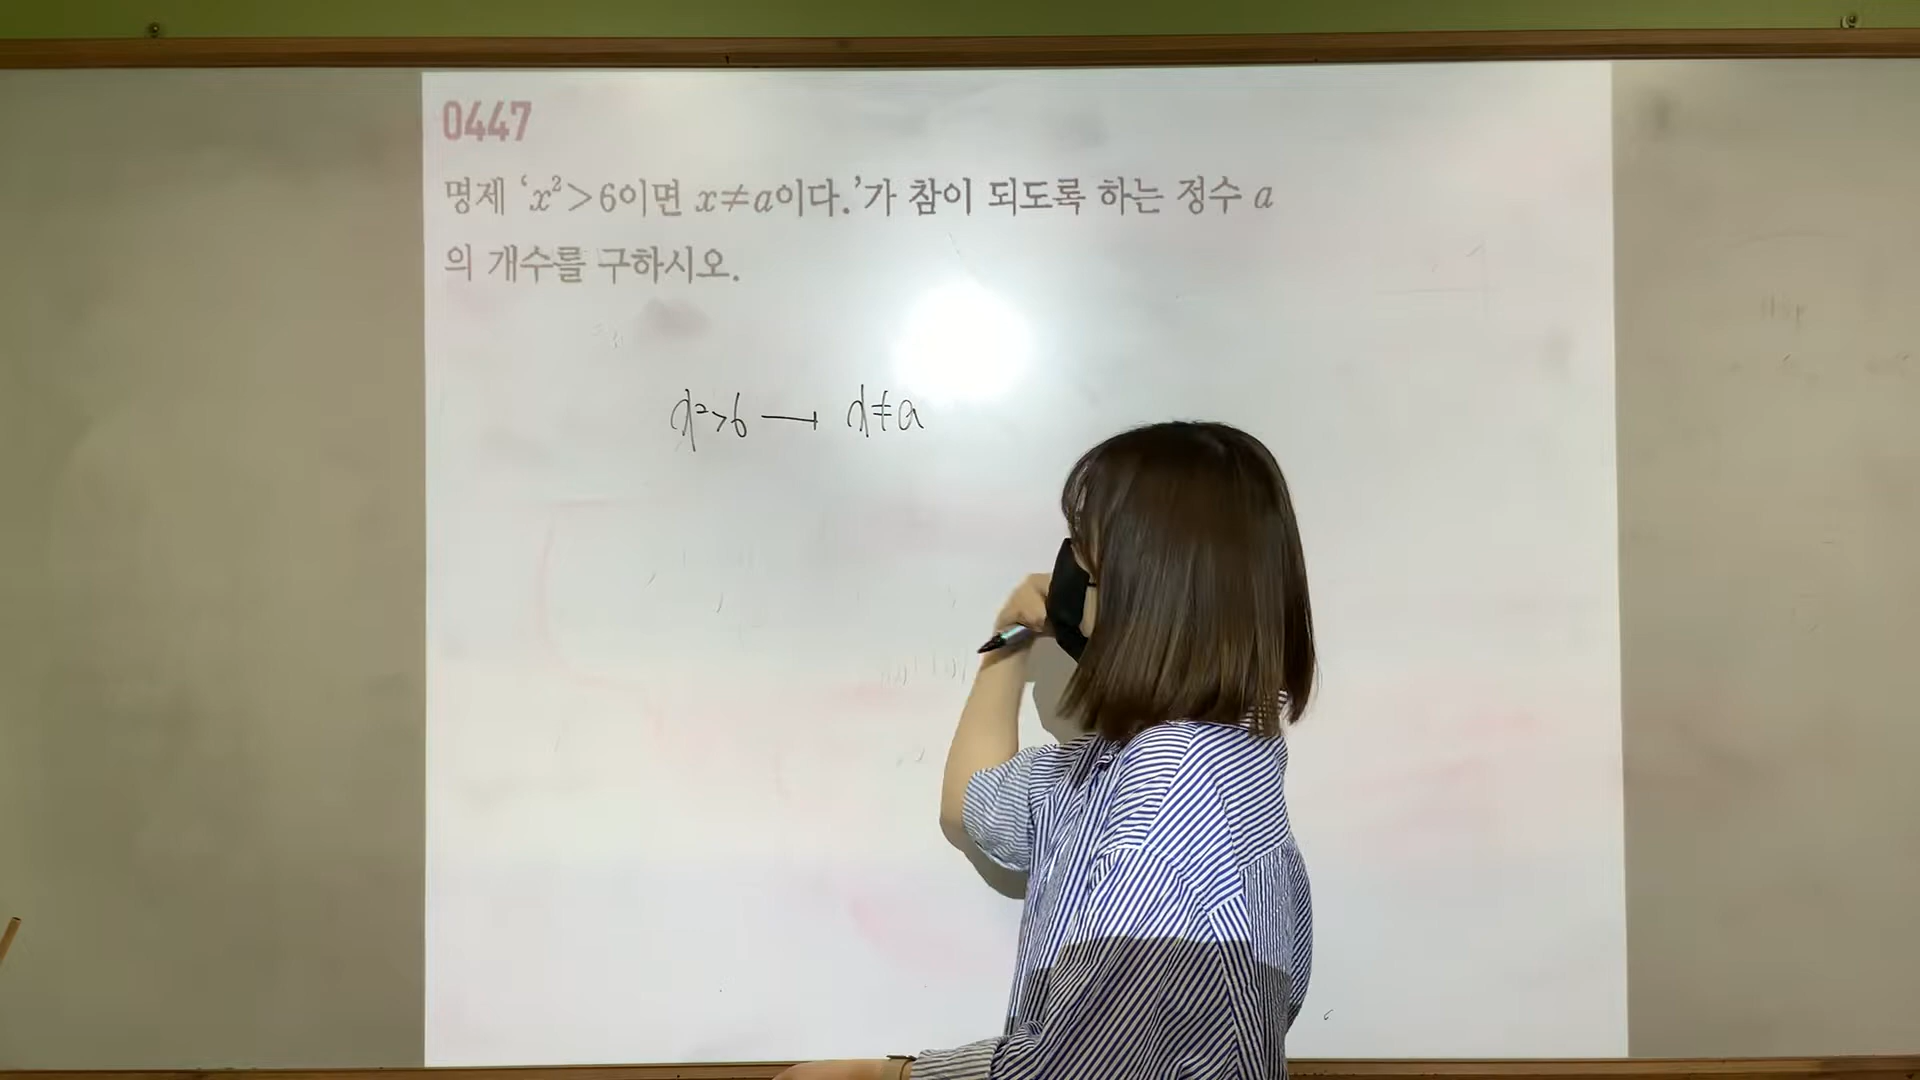 0447
명제 ‘x²>6이면 x≠a이다.’가 참이 되도록 하는 정수 a
의 개수를 구하시오.
x²>6 → x≠a